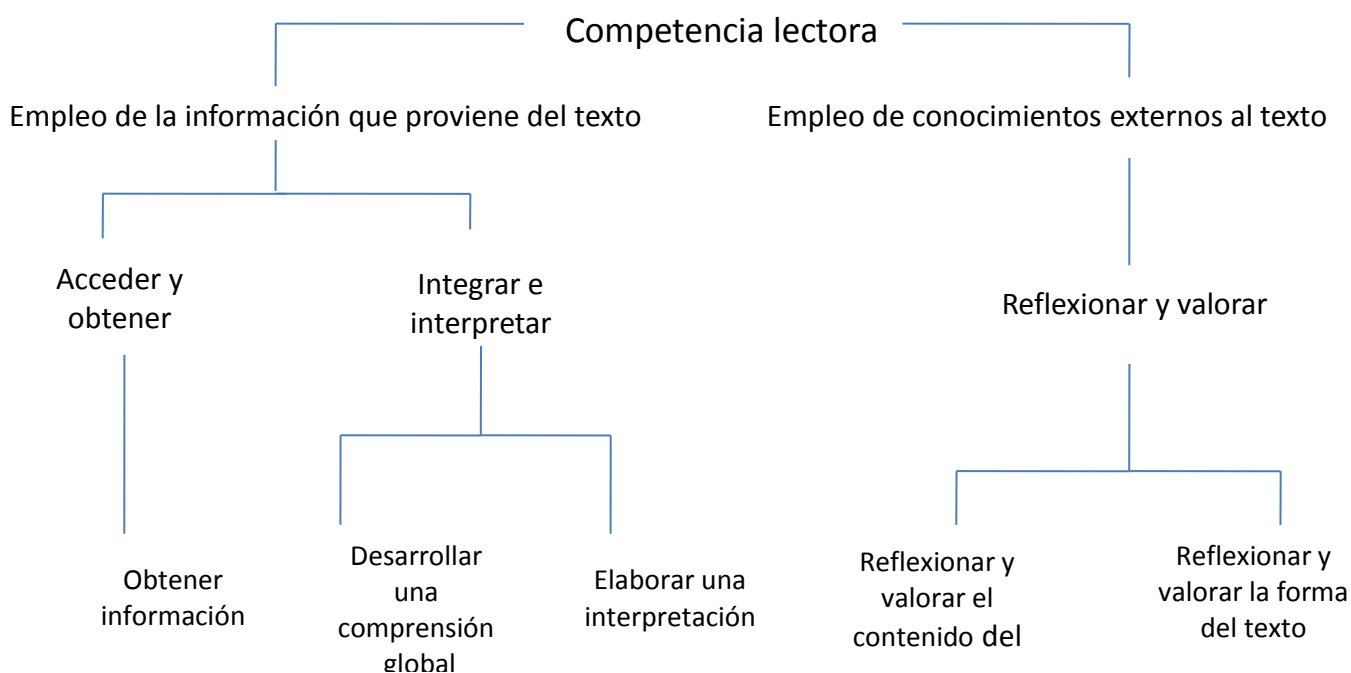 Competencia lectora
Empleo de la información que proviene del texto
Empleo de conocimientos externos al texto
Acceder y
obtener
Integrar e
interpretar
Reflexionar y valorar
Obtener
información
Desarrollar
una
comprensión
global
Elaborar una
interpretación
Reflexionar y
valorar el
contenido del
Reflexionar y
valorar la forma
del texto